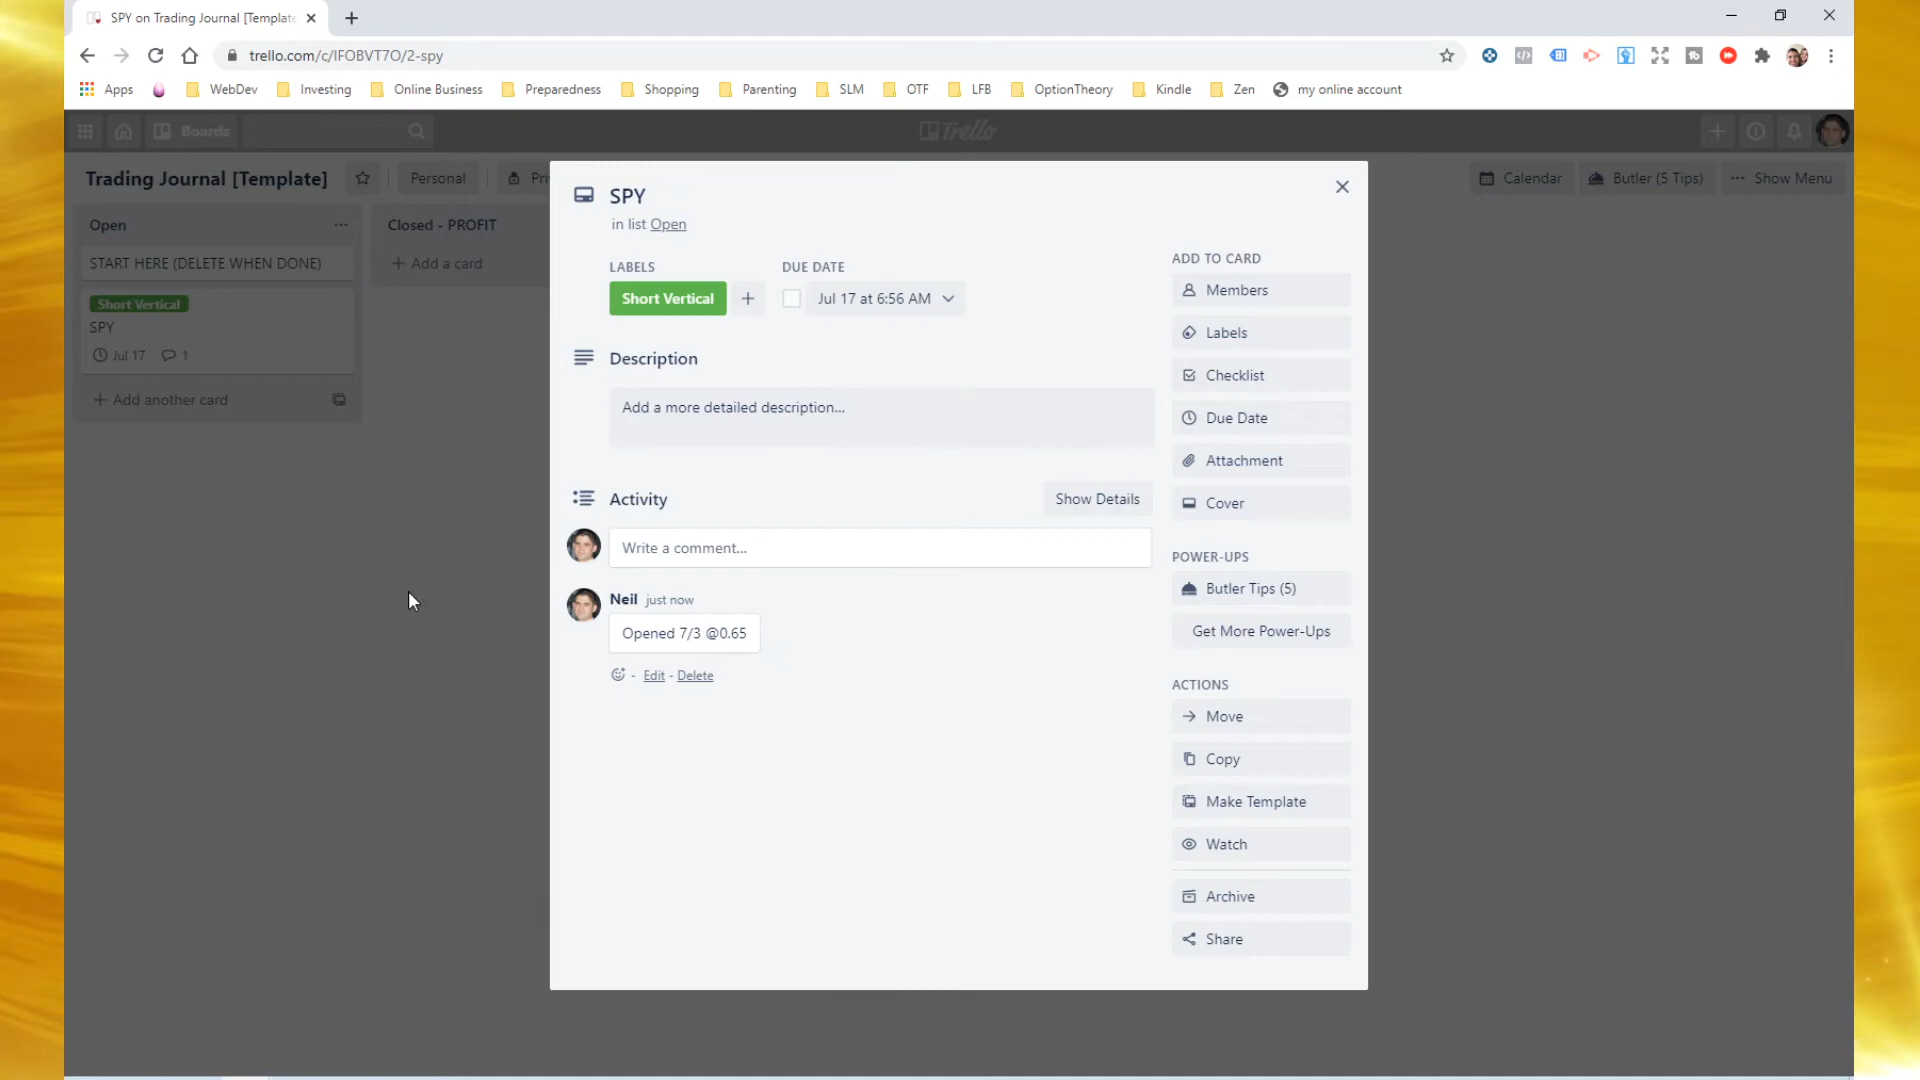 SPY on Trading Journal [Template
trello.com/c/IFOBVT7O/2-spy
Apps
WebDev
Investing
Online Business
Preparedness
Shopping
Parenting
SLM
OTF
LFB
OptionTheory
Kindle
Zen
my online account
Boards
Trello
Trading Journal [Template]
Personal
Pri
Calendar
Butler (5 Tips)
Show Menu
Open
START HERE (DELETE WHEN DONE)
Short Vertical
SPY
Jul 17
1
Add another card
Closed - PROFIT
Add a card
SPY
in list Open
LABELS
Short Vertical
DUE DATE
Jul 17 at 6:56 AM
Description
Add a more detailed description...
Activity
Show Details
Write a comment...
Neil just now
Opened 7/3 @0.65
- Edit - Delete
ADD TO CARD
Members
Labels
Checklist
Due Date
Attachment
Cover
POWER-UPS
Butler Tips (5)
Get More Power-Ups
ACTIONS
Move
Copy
Make Template
Watch
Archive
Share